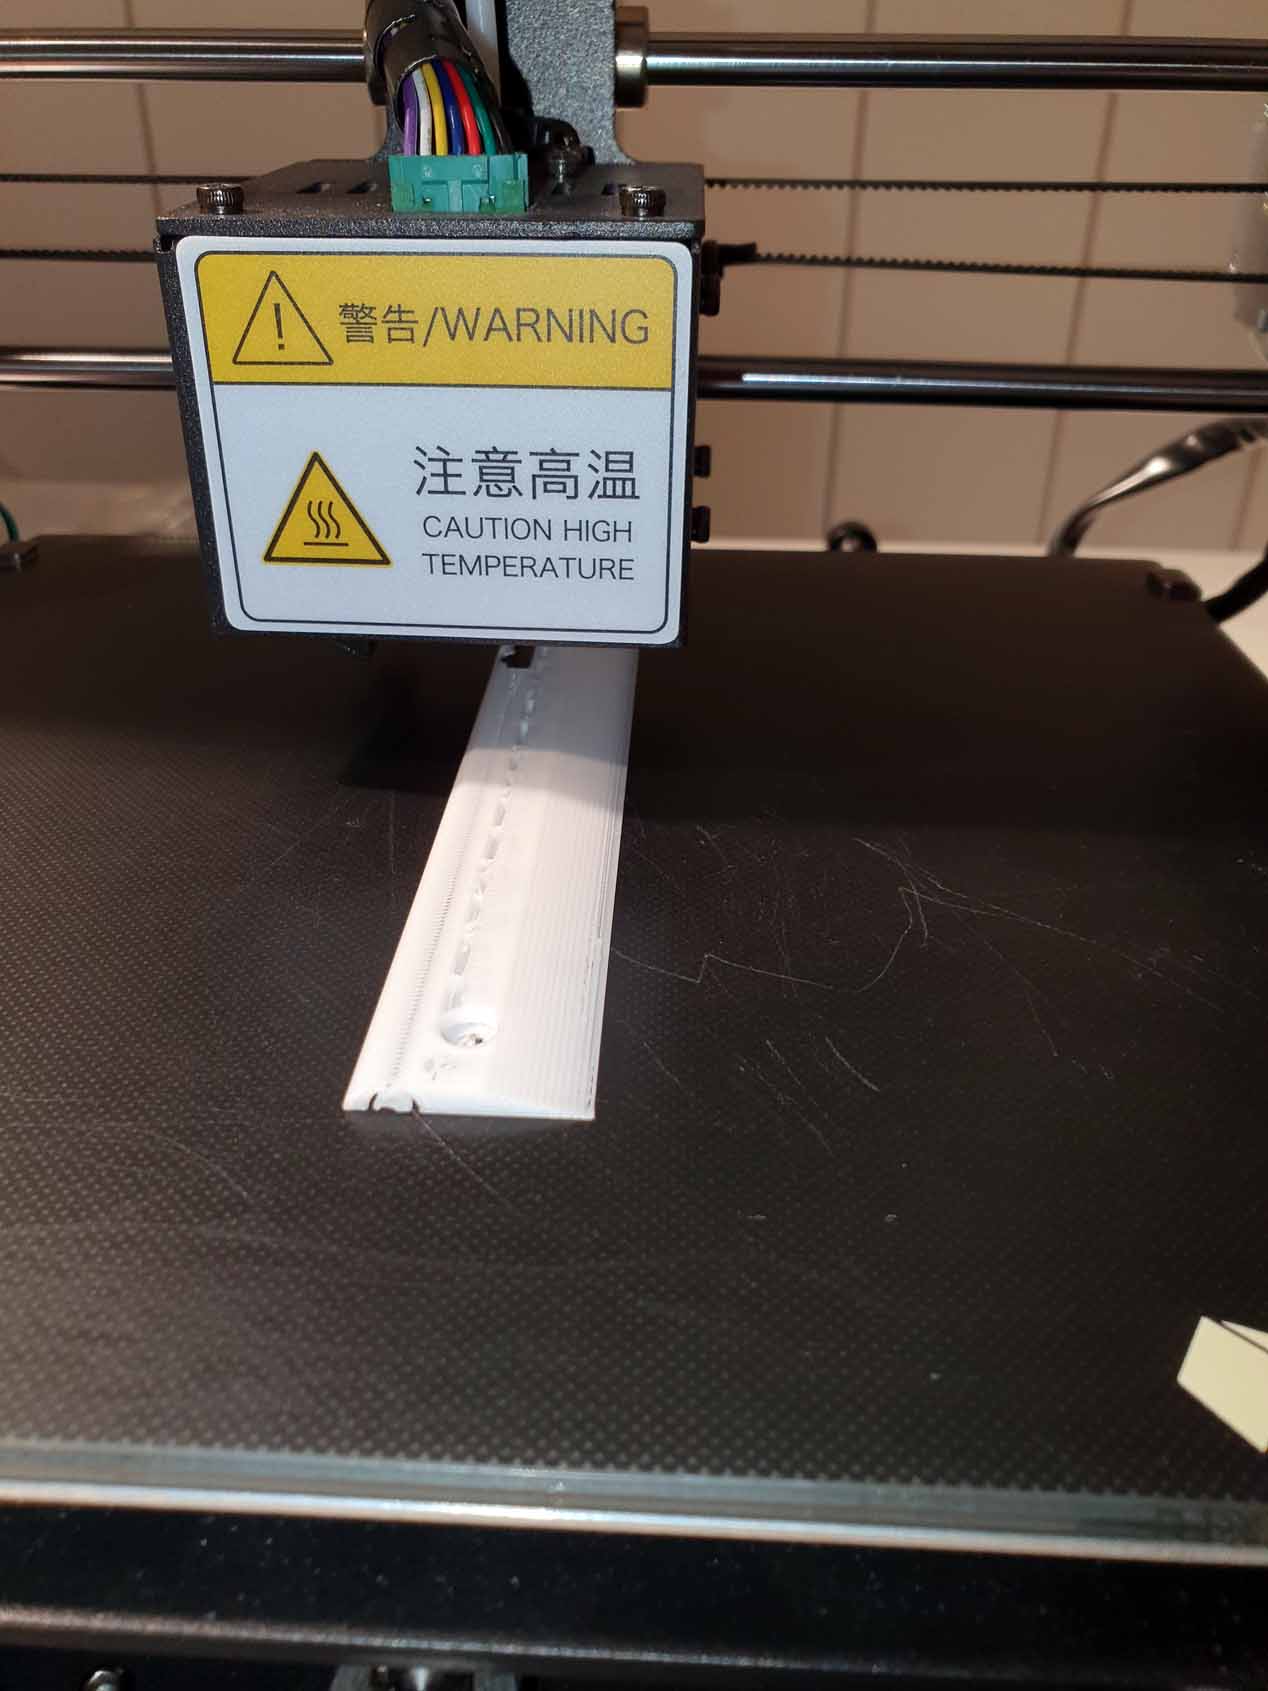 警告/WARNING
注意高温
CAUTION HIGH
TEMPERATURE